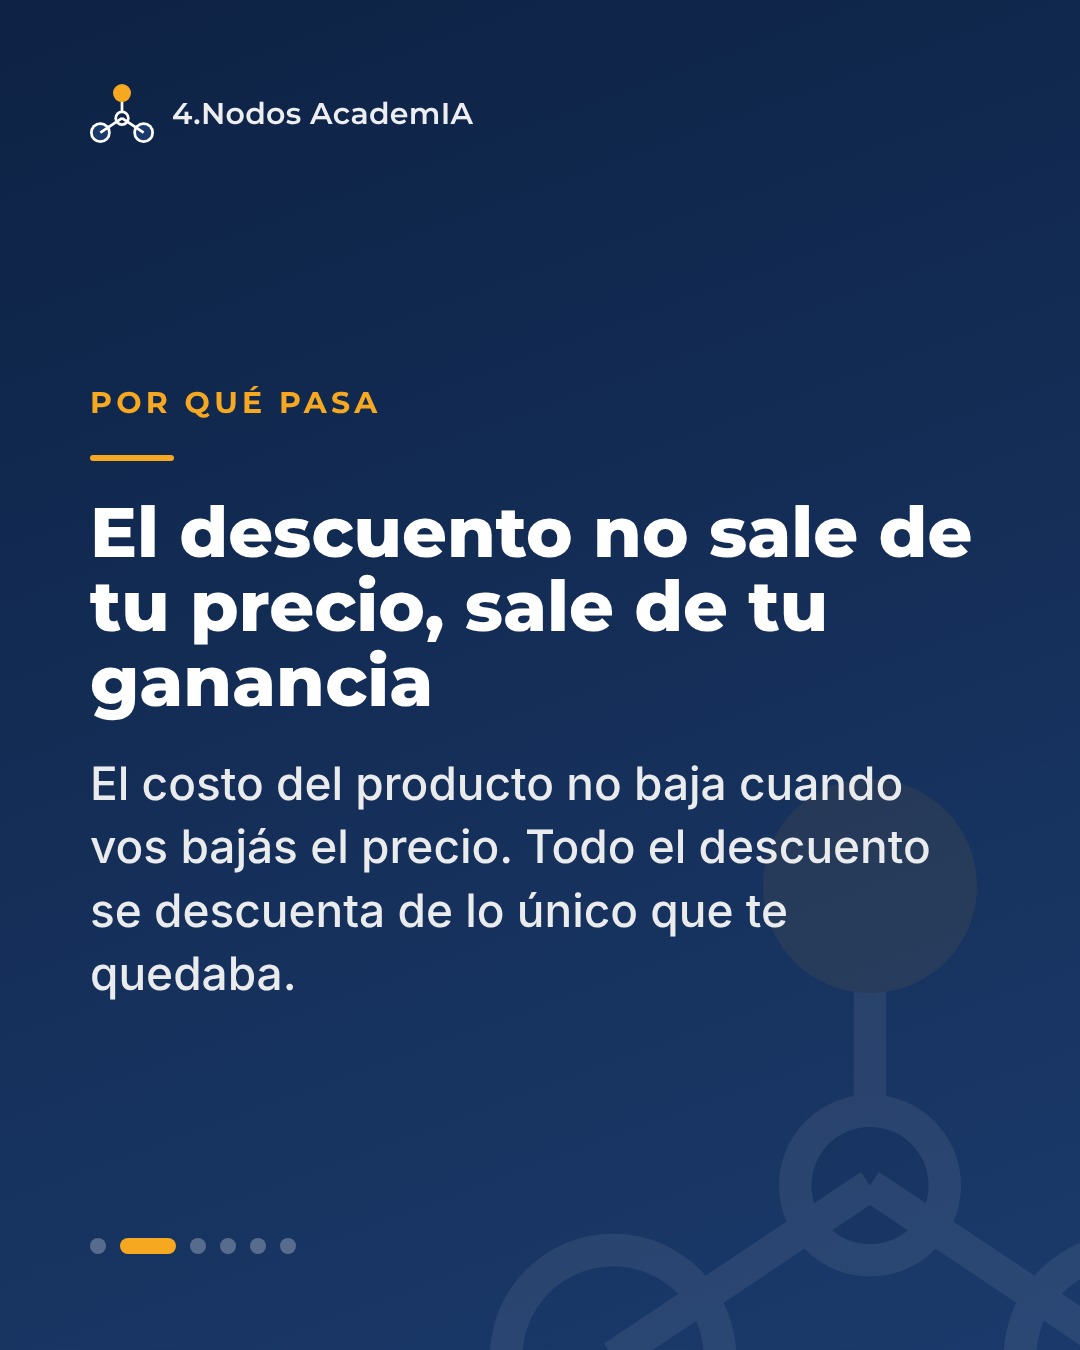 4.Nodos AcademIA
POR QUÉ PASA
El descuento no sale de
tu precio, sale de tu
ganancia
El costo del producto no baja cuando
vos bajás el precio. Todo el descuento
se descuenta de lo único que te
quedaba.